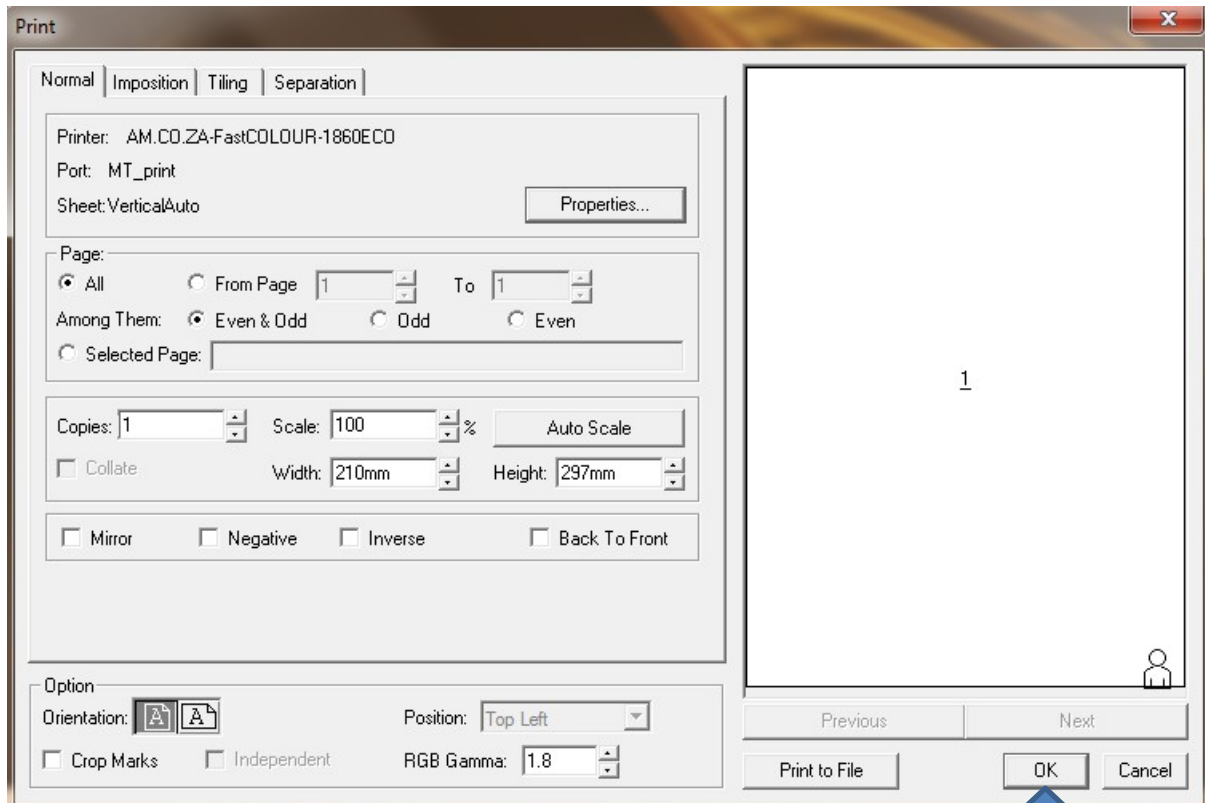 Print
Normal Imposition Tiling Separation
Printer: AM.CO.ZA-FastCOLOUR-1860ECO
Port: MT_print
Sheet:VerticalAuto
Properties...
Page:
All From Page 1 To 1
Among Them: Even & Odd Odd Even
Selected Page:
Copies: 1 Scale: 100 % Auto Scale
Collate Width: 210mm Height: 297mm
Mirror Negative Inverse Back To Front
Option
Orientation: A A Position: Top Left
Crop Marks Independent RGB Gamma: 1.8
1
Previous Next
Print to File OK Cancel